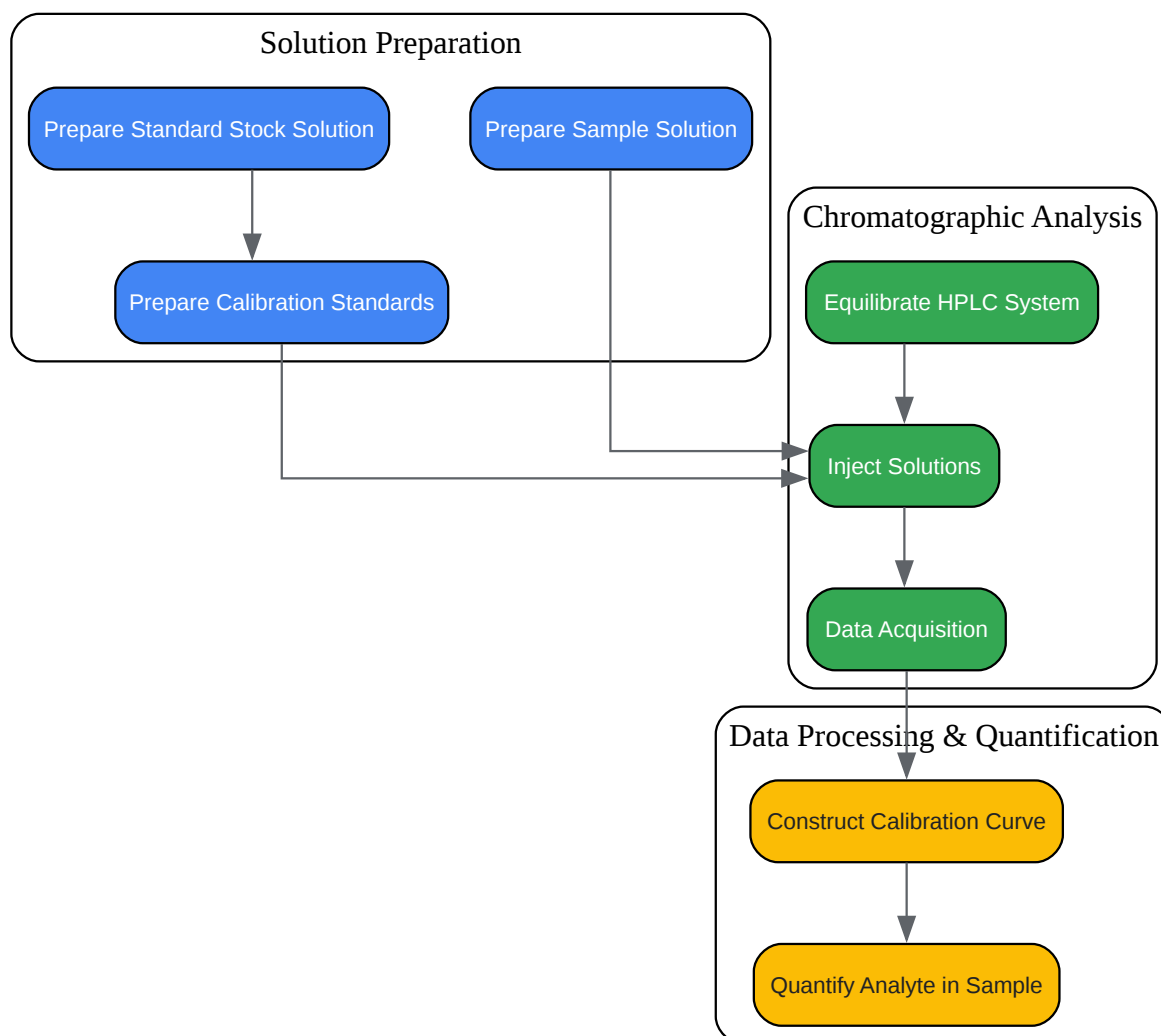 Solution Preparation
Prepare Standard Stock Solution
Prepare Sample Solution
Prepare Calibration Standards
Chromatographic Analysis
Equilibrate HPLC System
Inject Solutions
Data Acquisition
Data Processing & Quantification
Construct Calibration Curve
Quantify Analyte in Sample